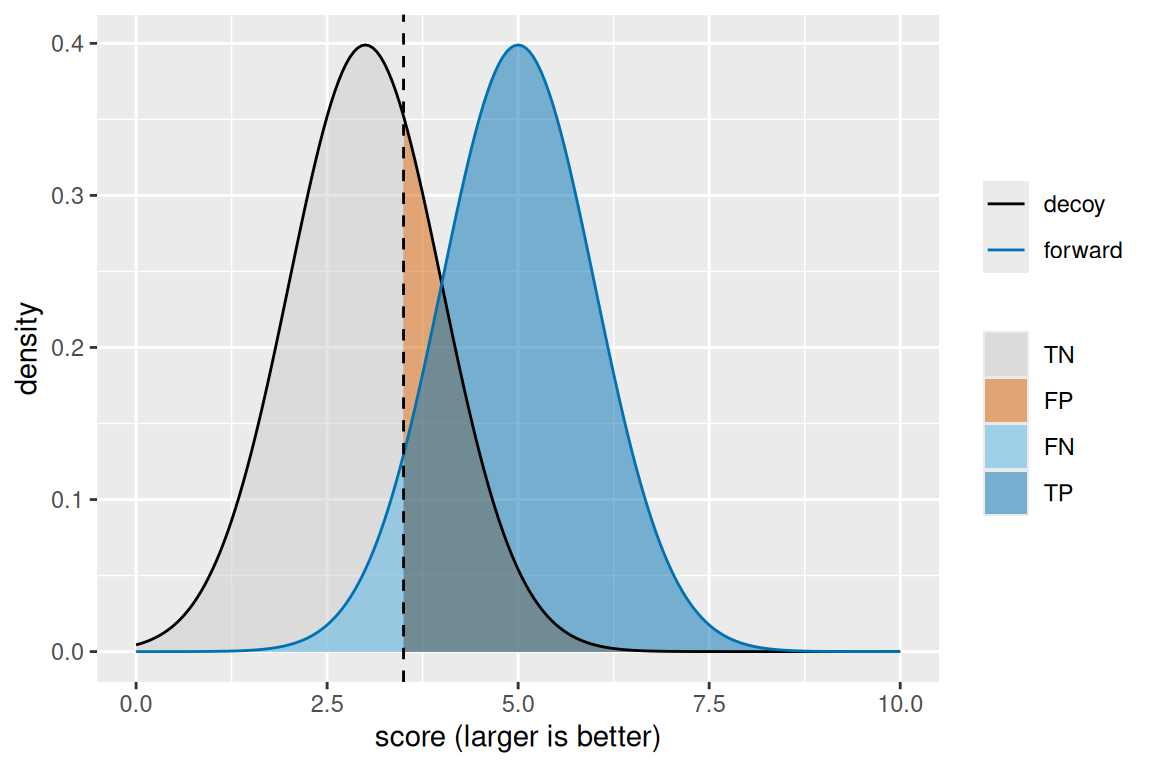 0.4
0.3
0.2
0.1
0.0
density
0.0 2.5 5.0 7.5 10.0
score (larger is better)
decoy
forward
TN
FP
FN
TP